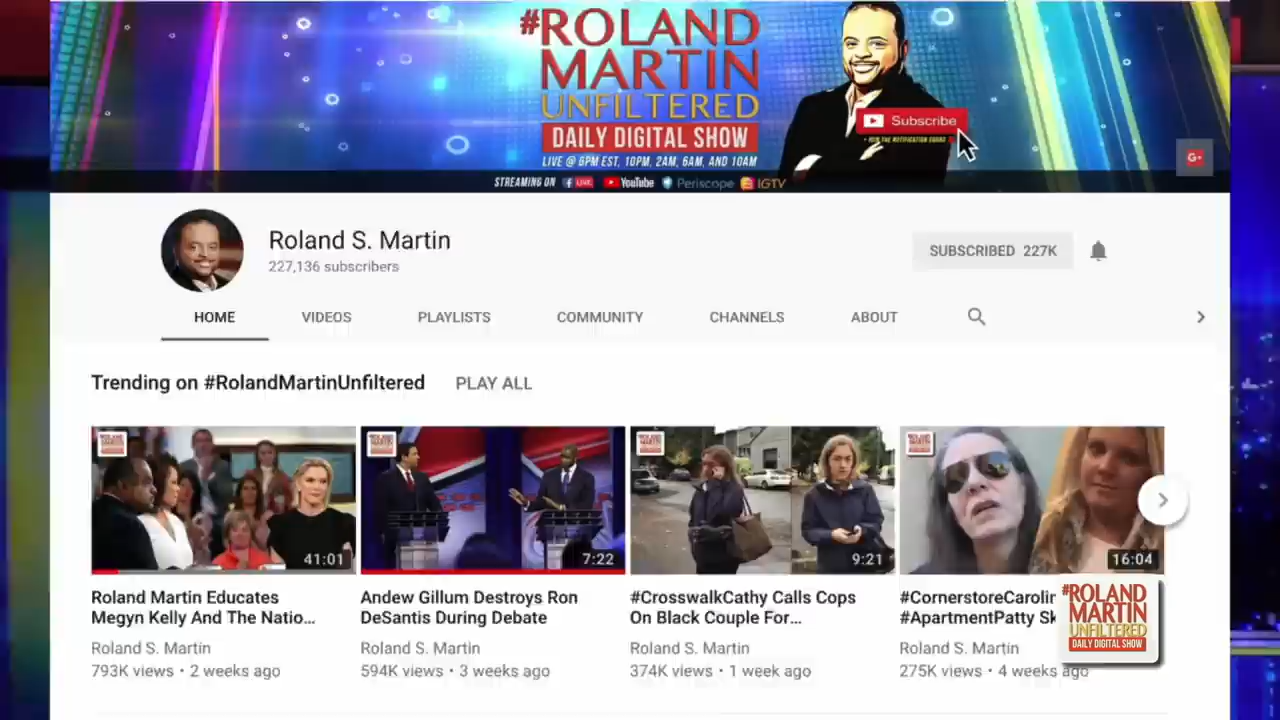 #ROLAND
MARTIN
UNFILTERED
DAILY DIGITAL SHOW
LIVE @ 6PM EST, 10PM, 2AM, 6AM, AND 10AM
STREAMING ON LIVE YouTube Periscope IGTV
Subscribe
+ JOIN THE NOTIFICATION SQUAD
G+
Roland S. Martin
227,136 subscribers
SUBSCRIBED 227K
HOME VIDEOS PLAYLISTS COMMUNITY CHANNELS ABOUT
Trending on #RolandMartinUnfiltered PLAY ALL
41:01
7:22
9:21
16:04
Roland Martin Educates
Megyn Kelly And The Natio...
Roland S. Martin
793K views • 2 weeks ago
Andew Gillum Destroys Ron
DeSantis During Debate
Roland S. Martin
594K views • 3 weeks ago
#CrosswalkCathy Calls Cops
On Black Couple For...
Roland S. Martin
374K views • 1 week ago
#CornerstoreCarolin
#ApartmentPatty Sk
Roland S. Martin
275K views • 4 weeks ago
#ROLAND
MARTIN
UNFILTERED
DAILY DIGITAL SHOW